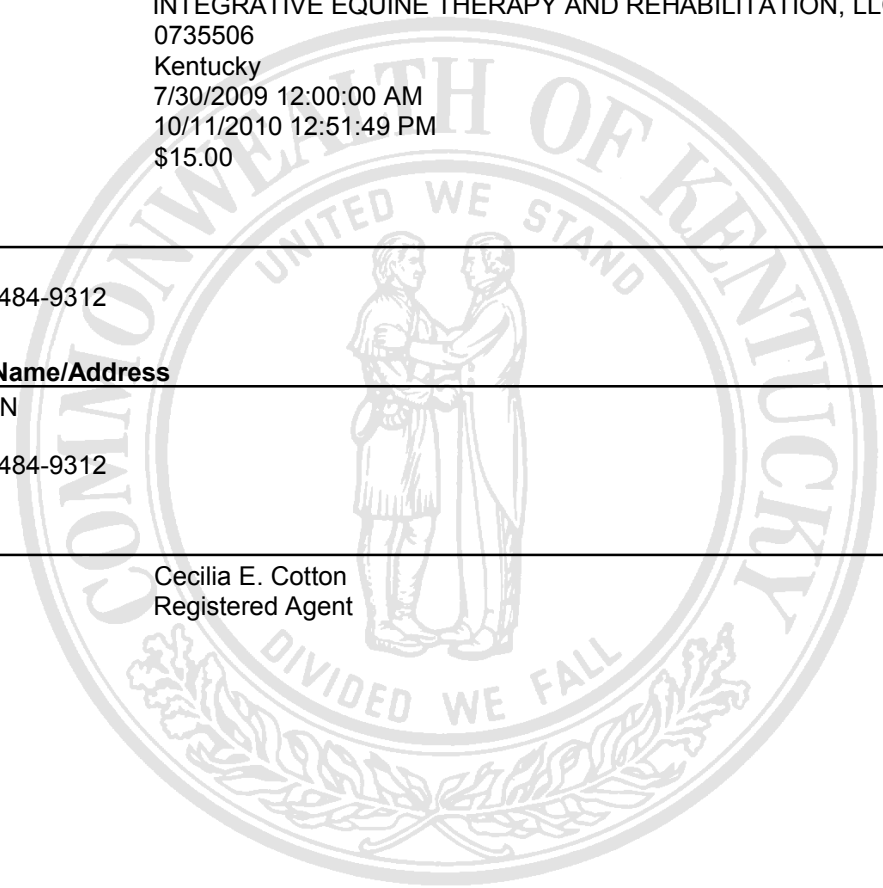 INTEGRATIVE EQUINE THERAPY AND REHABILITATION, LLC
0735506
Kentucky
7/30/2009 12:00:00 AM
10/11/2010 12:51:49 PM
$15.00
484-9312
Name/Address
N
484-9312
Cecilia E. Cotton
Registered Agent
COMMONWEALTH OF KENTUCKY
UNITED WE STAND
DIVIDED WE FALL